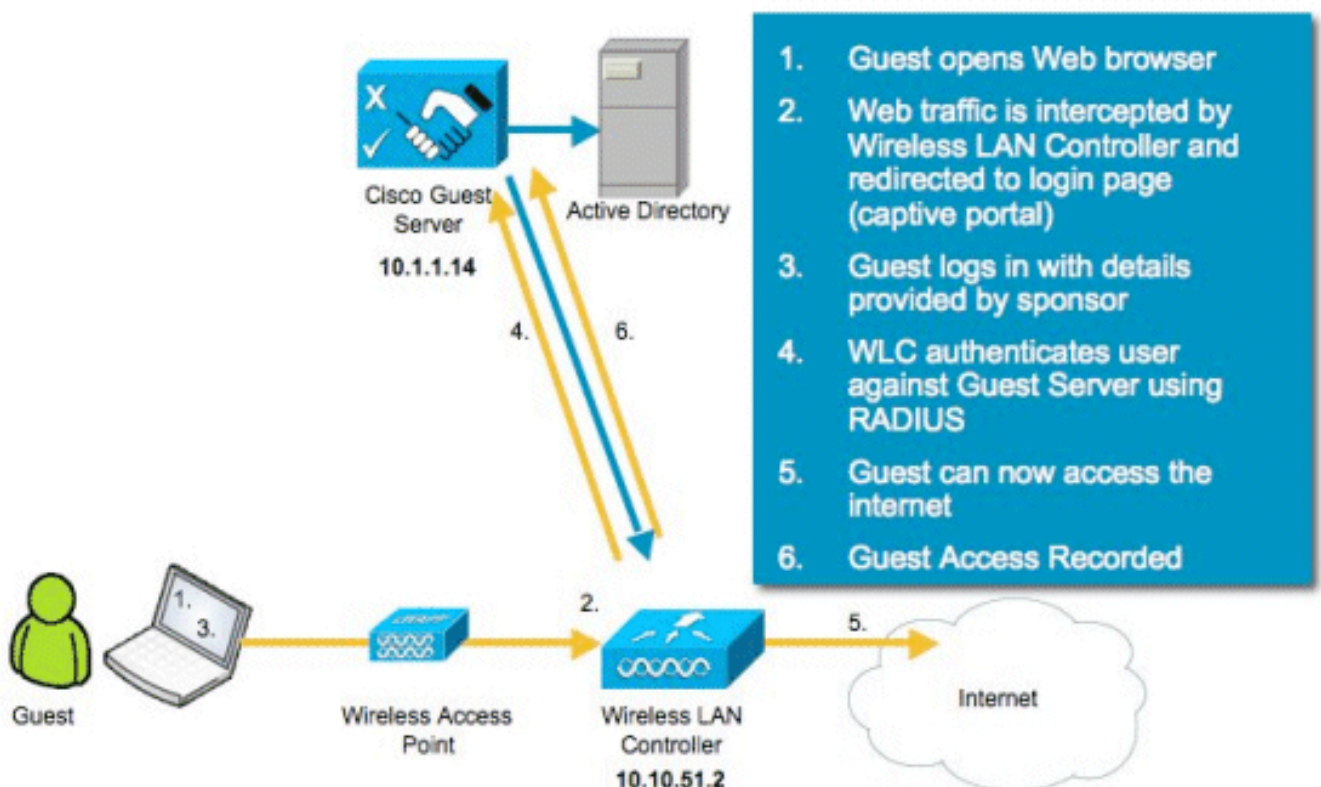 1. Guest opens Web browser
2. Web traffic is intercepted by
Wireless LAN Controller and
redirected to login page
(captive portal)
3. Guest logs in with details
provided by sponsor
4. WLC authenticates user
against Guest Server using
RADIUS
5. Guest can now access the
internet
6. Guest Access Recorded
X
Cisco Guest
Server
10.1.1.14
Active Directory
4.
6.
1.
3.
2.
5.
Guest
Wireless Access
Point
Wireless LAN
Controller
10.10.51.2
Internet